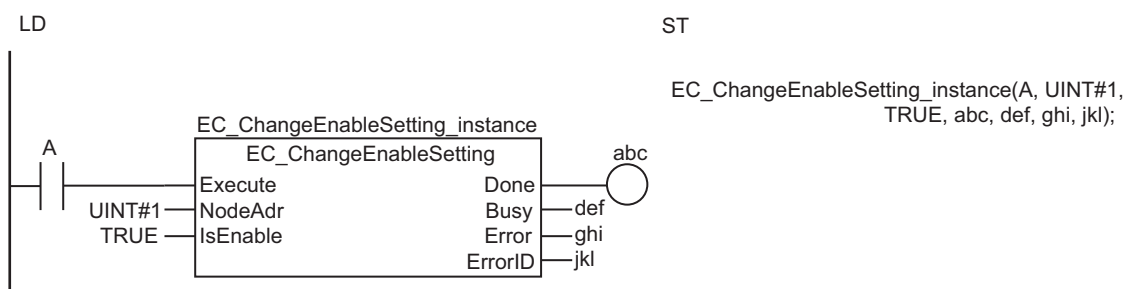 LD
ST
EC_ChangeEnableSetting_instance(A, UINT#1,
TRUE, abc, def, ghi, jkl);
EC_ChangeEnableSetting_instance
A
EC_ChangeEnableSetting
abc
Execute
Done
UINT#1
NodeAdr
Busy
def
TRUE
IsEnable
Error
ghi
ErrorID
jkl